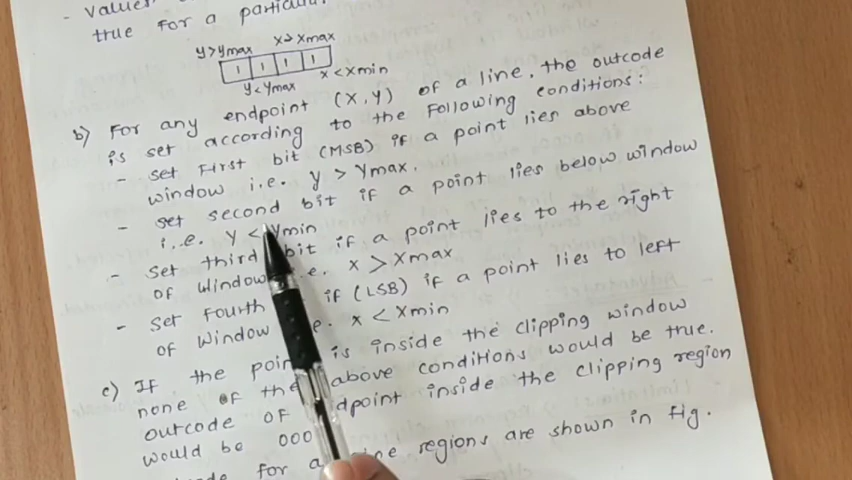 - values
true for a particul
y>ymax x>xmax
1 1 1 1
y<ymax x<xmin
b) For any endpoint (x,y) of a line. the outcode
is set according to the following conditions:
- set first bit (MSB) if a point lies above
window i.e. y > ymax.
- set second bit if a point lies below window
i.e. y < ymin
- set third bit if a point lies to the right
of window i.e. x > xmax
- set fourth if (LSB) if a point lies to left
of window e. x < xmin
c) If the poin is inside the clipping window
none of the above conditions would be true.
outcode of dpoint inside the clipping region
would be 000
for a ine regions are shown in fig.